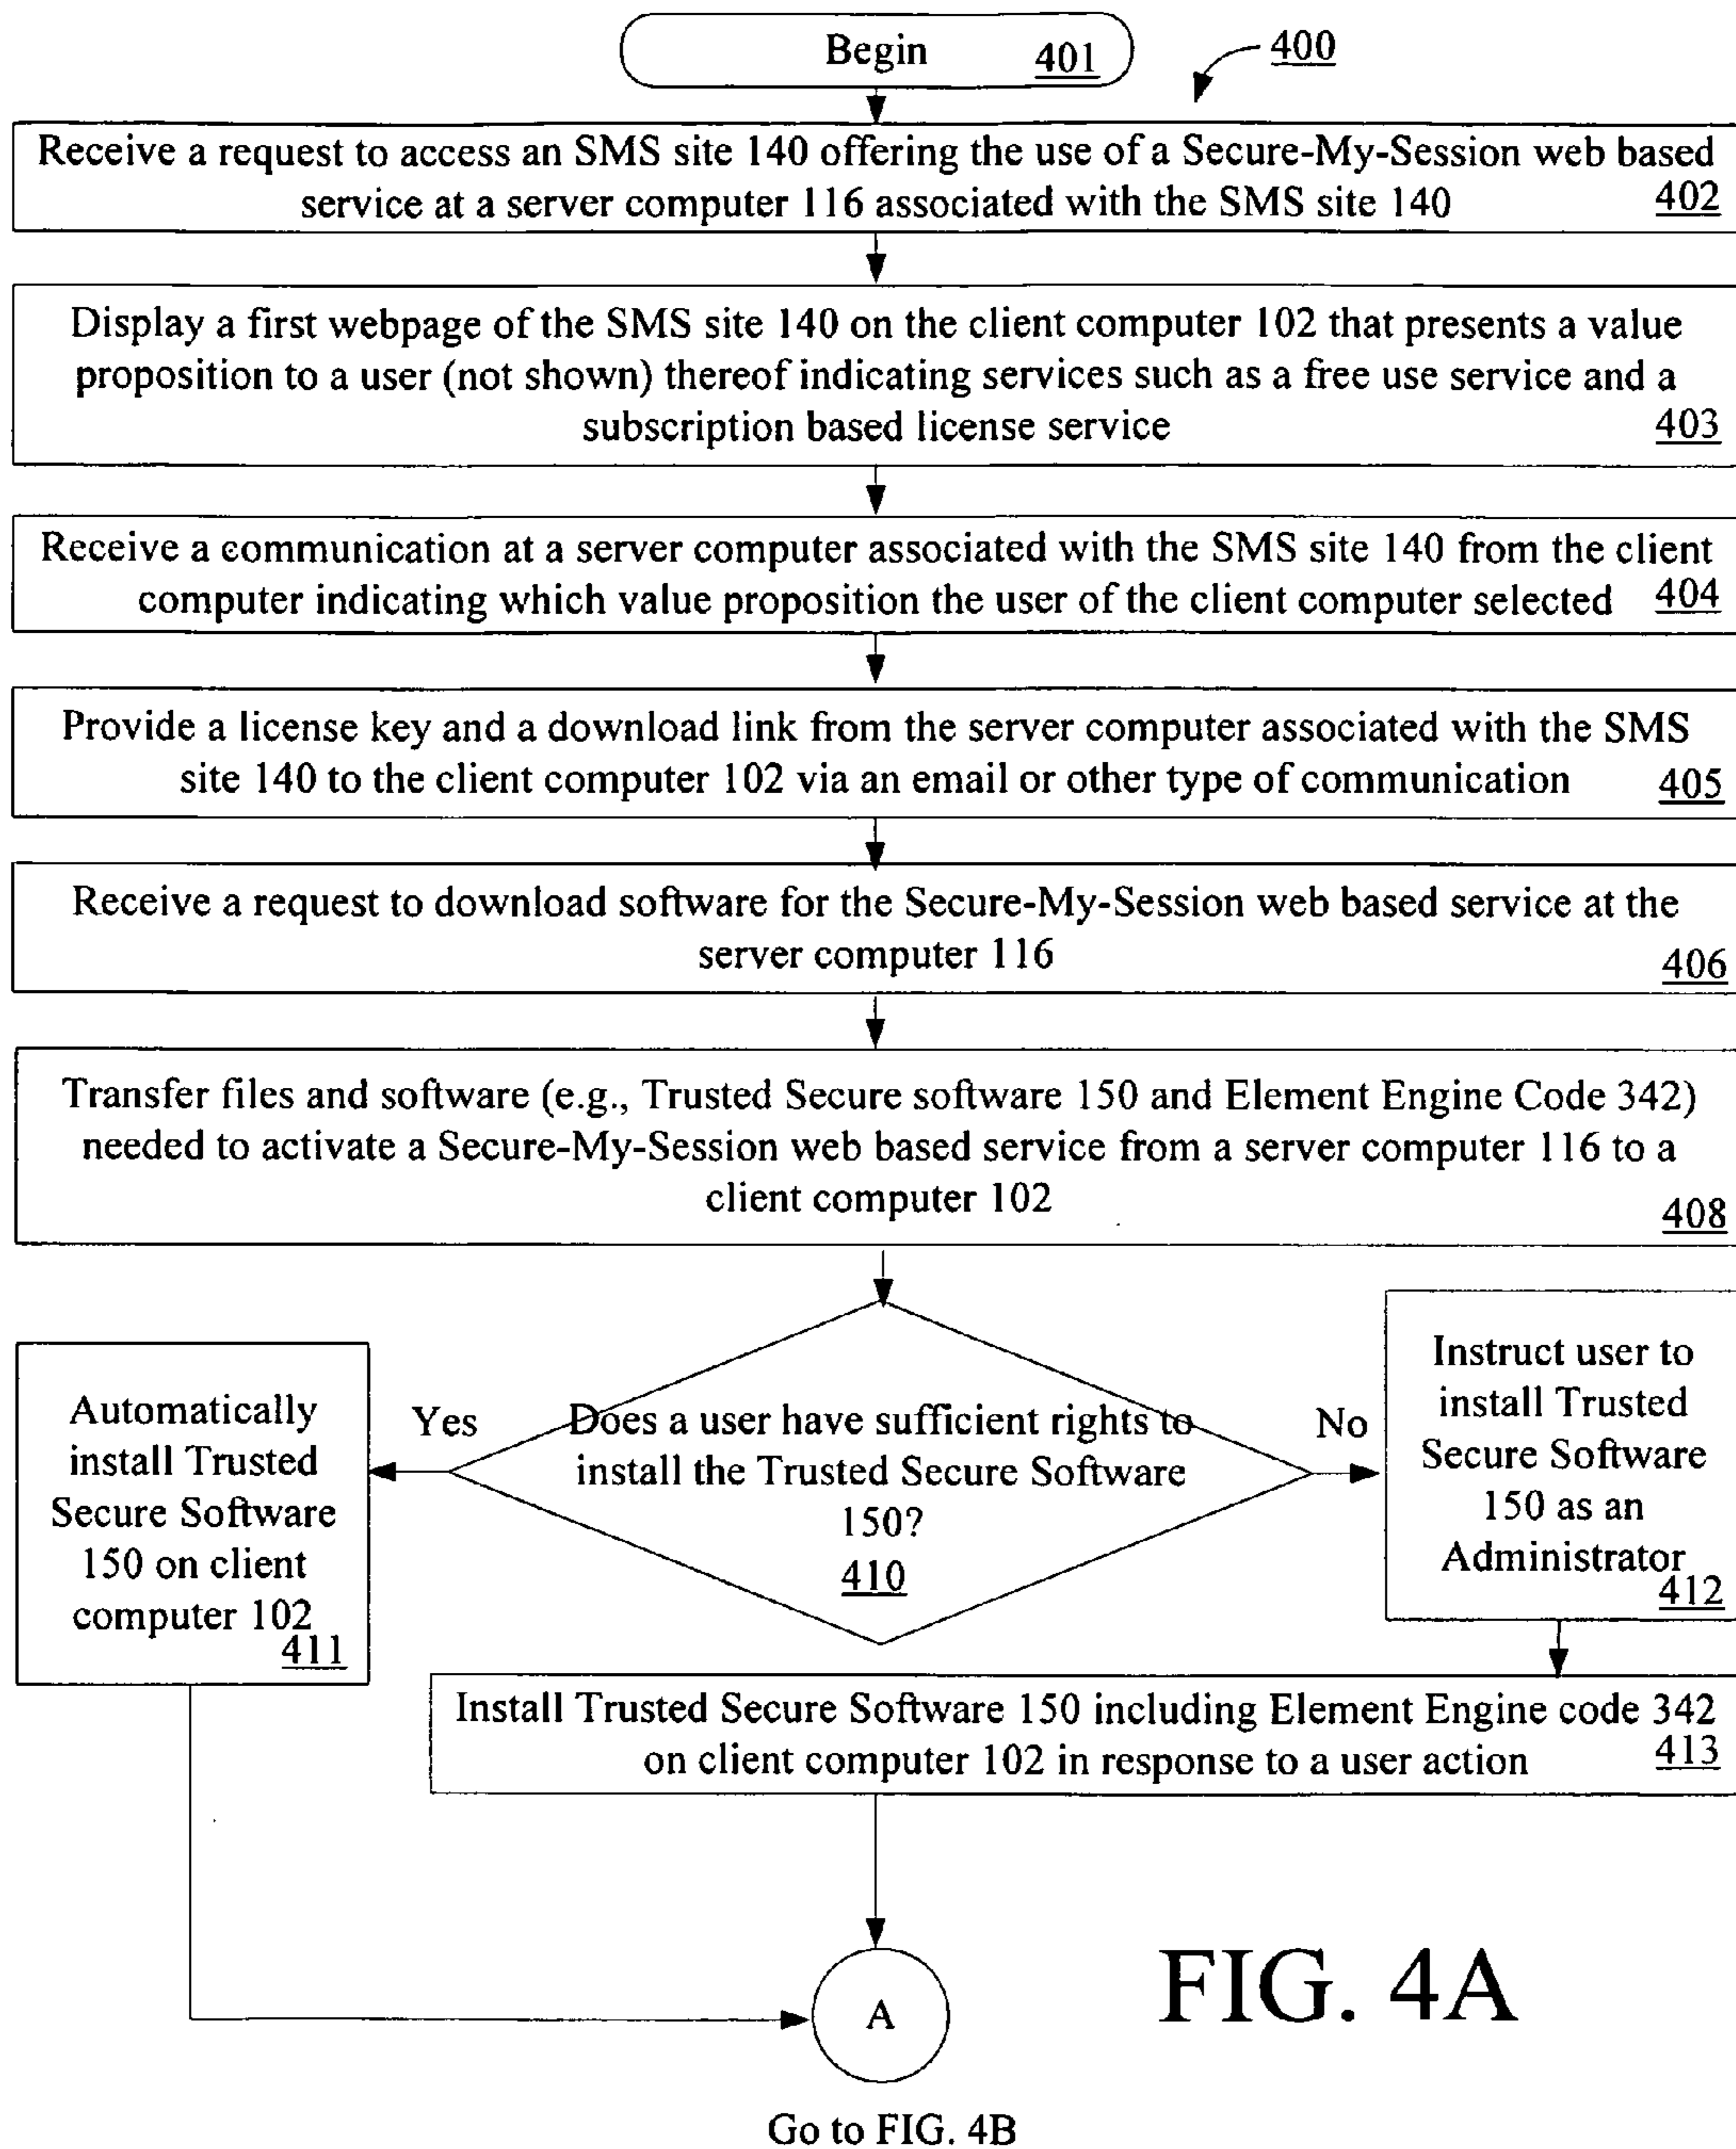 Begin 401
400
Receive a request to access an SMS site 140 offering the use of a Secure-My-Session web based
service at a server computer 116 associated with the SMS site 140 402
Display a first webpage of the SMS site 140 on the client computer 102 that presents a value
proposition to a user (not shown) thereof indicating services such as a free use service and a
subscription based license service 403
Receive a communication at a server computer associated with the SMS site 140 from the client
computer indicating which value proposition the user of the client computer selected 404
Provide a license key and a download link from the server computer associated with the SMS
site 140 to the client computer 102 via an email or other type of communication 405
Receive a request to download software for the Secure-My-Session web based service at the
server computer 116 406
Transfer files and software (e.g., Trusted Secure software 150 and Element Engine Code 342)
needed to activate a Secure-My-Session web based service from a server computer 116 to a
client computer 102 408
Does a user have sufficient rights to
install the Trusted Secure Software
150?
410
Yes
Automatically
install Trusted
Secure Software
150 on client
computer 102
411
No
Instruct user to
install Trusted
Secure Software
150 as an
Administrator
412
Install Trusted Secure Software 150 including Element Engine code 342
on client computer 102 in response to a user action 413
A
FIG. 4A
Go to FIG. 4B